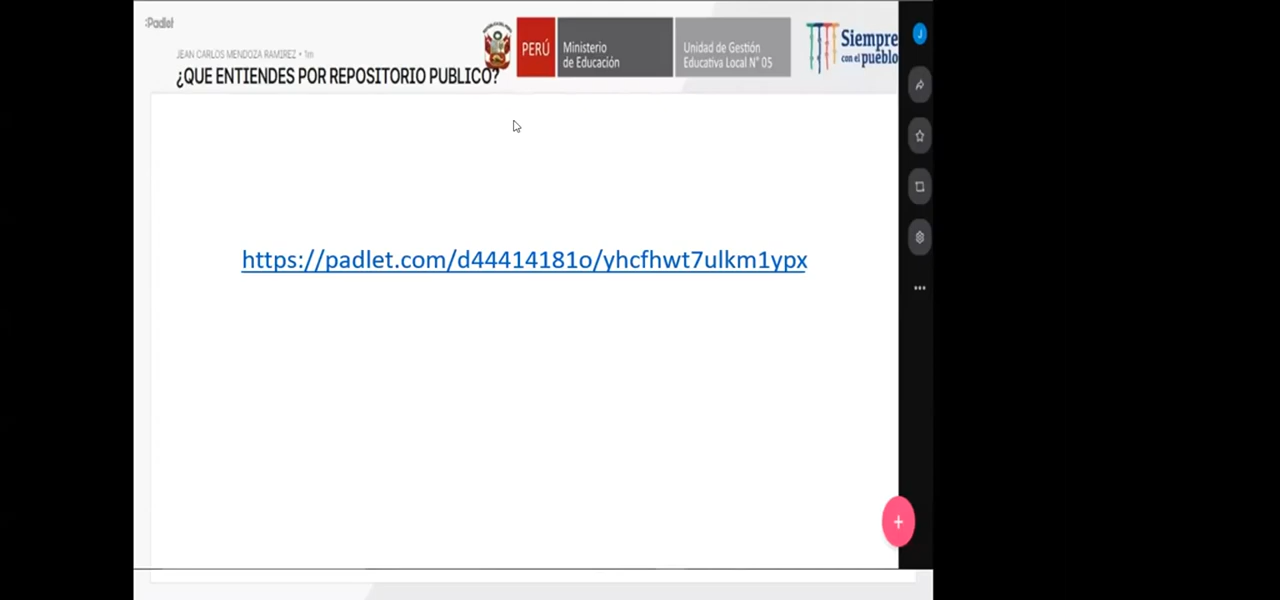 :Padlet
JEAN CARLOS MENDOZA RAMIREZ • 1m
¿QUE ENTIENDES POR REPOSITORIO PUBLICO?
PERÚ
Ministerio
de Educación
Unidad de Gestión
Educativa Local N° 05
Siempre
con el pueblo
J
https://padlet.com/d44414181o/yhcfhwt7ulkm1ypx